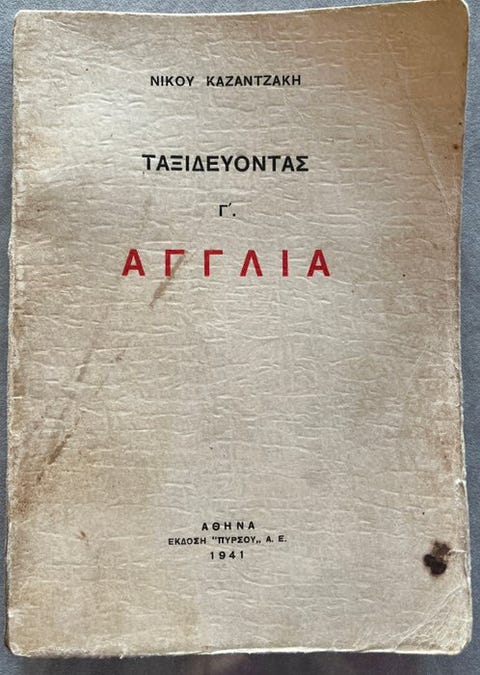 ΝΙΚΟΥ ΚΑΖΑΝΤΖΑΚΗ
ΤΑΞΙΔΕΥΟΝΤΑΣ
Γ΄.
ΑΓΓΛΙΑ
ΑΘΗΝΑ
ΕΚΔΟΣΗ "ΠΥΡΣΟΥ„ Α. Ε.
1941